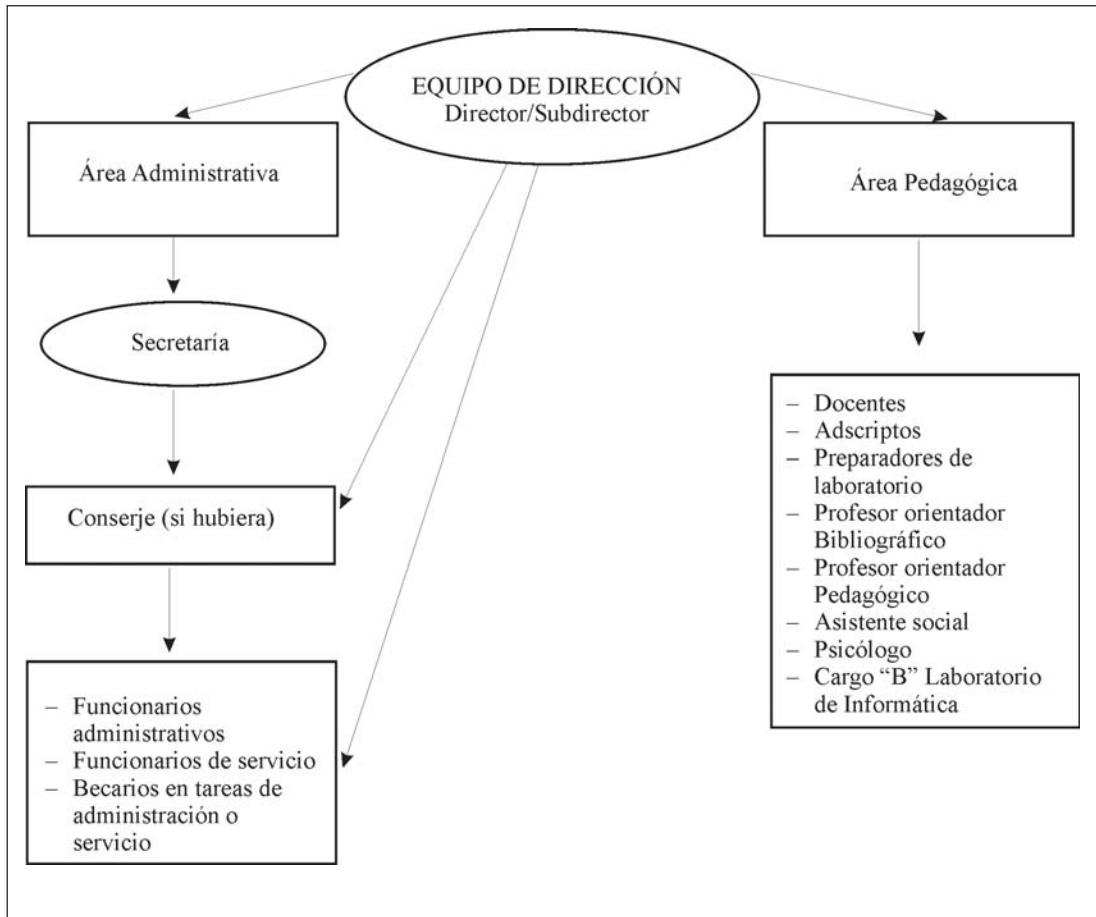 EQUIPO DE DIRECCIÓN
Director/Subdirector
Área Administrativa
Área Pedagógica
Secretaría
Conserje (si hubiera)
– Funcionarios
administrativos
– Funcionarios de servicio
– Becarios en tareas de
administración o
servicio
– Docentes
– Adscriptos
– Preparadores de
laboratorio
– Profesor orientador
Bibliográfico
– Profesor orientador
Pedagógico
– Asistente social
– Psicólogo
– Cargo “B” Laboratorio
de Informática